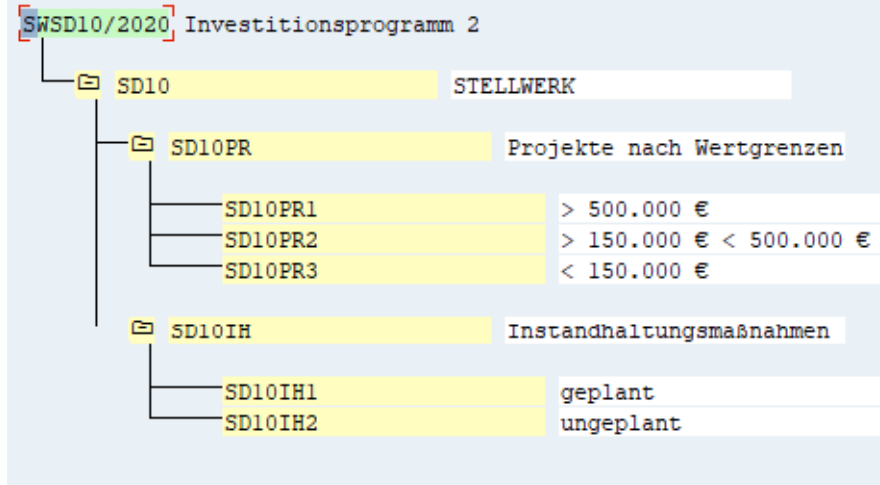 SWSD10/2020 Investitionsprogramm 2
SD10 STELLWERK
SD10PR Projekte nach Wertgrenzen
SD10PR1 > 500.000 €
SD10PR2 > 150.000 € < 500.000 €
SD10PR3 < 150.000 €
SD10IH Instandhaltungsmaßnahmen
SD10IH1 geplant
SD10IH2 ungeplant